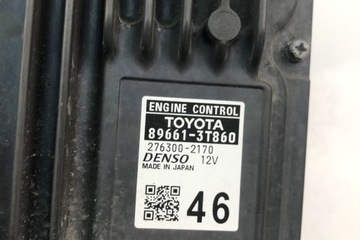 ENGINE CONTROL
TOYOTA
89661-3T860
276300-2170
DENSO 12V
MADE IN JAPAN
46